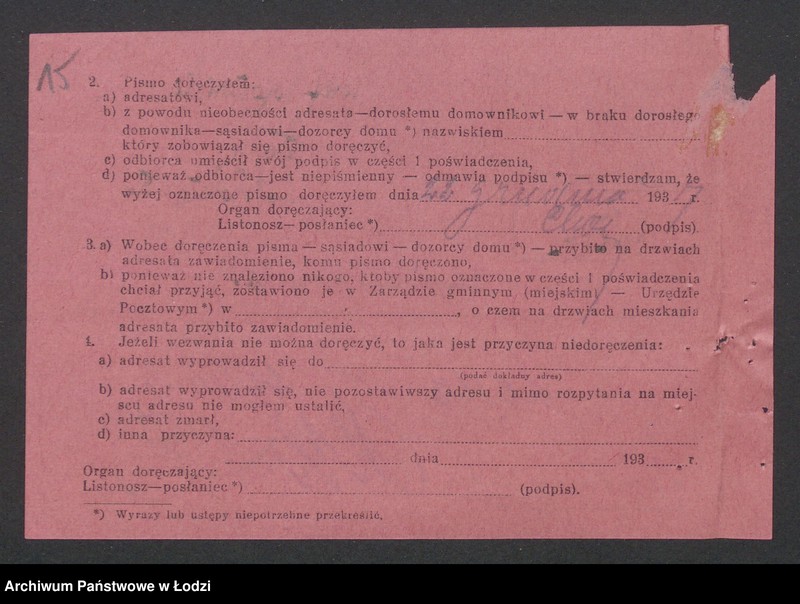 15
2. Pismo doręczyłem:
a) adresatowi,
b) z powodu nieobecności adresata—dorosłemu domownikowi — w braku dorosłego
domownika—sąsiadowi—dozorcy domu *) nazwiskiem
który zobowiązał się pismo doręczyć,
c) odbiorca umieścił swój podpis w części 1 poświadczenia,
d) ponieważ odbiorca—jest niepiśmienny — odmawia podpisu *) — stwierdzam, że
wyżej oznaczone pismo doręczyłem dnia 22 grudnia 1937 r.
Organ doręczający:
Listonosz—posłaniec *) (podpis)
3. a) Wobec doręczenia pisma — sąsiadowi — dozorcy domu *) — przybito na drzwiach
adresata zawiadomienie, komu pismo doręczono,
b) ponieważ nie znaleziono nikogo, ktoby pismo oznaczone w części 1 poświadczenia
chciał przyjąć, zostawiono je w Zarządzie gminnym (miejskim) — Urzędzie
Pocztowym *) w , o czem na drzwiach mieszkania
adresata przybito zawiadomienie.
4. Jeżeli wezwania nie można doręczyć, to jaka jest przyczyna niedoręczenia:
a) adresat wyprowadził się do
(podać dokładny adres)
b) adresat wyprowadził się, nie pozostawiwszy adresu i mimo rozpytania na miej-
scu adresu nie mogłem ustalić,
c) adresat zmarł,
d) inna przyczyna:
dnia 193 r.
Organ doręczający:
Listonosz—posłaniec *) (podpis).
*) Wyrazy lub ustępy niepotrzebne przekreślić.
Archiwum Państwowe w Łodzi